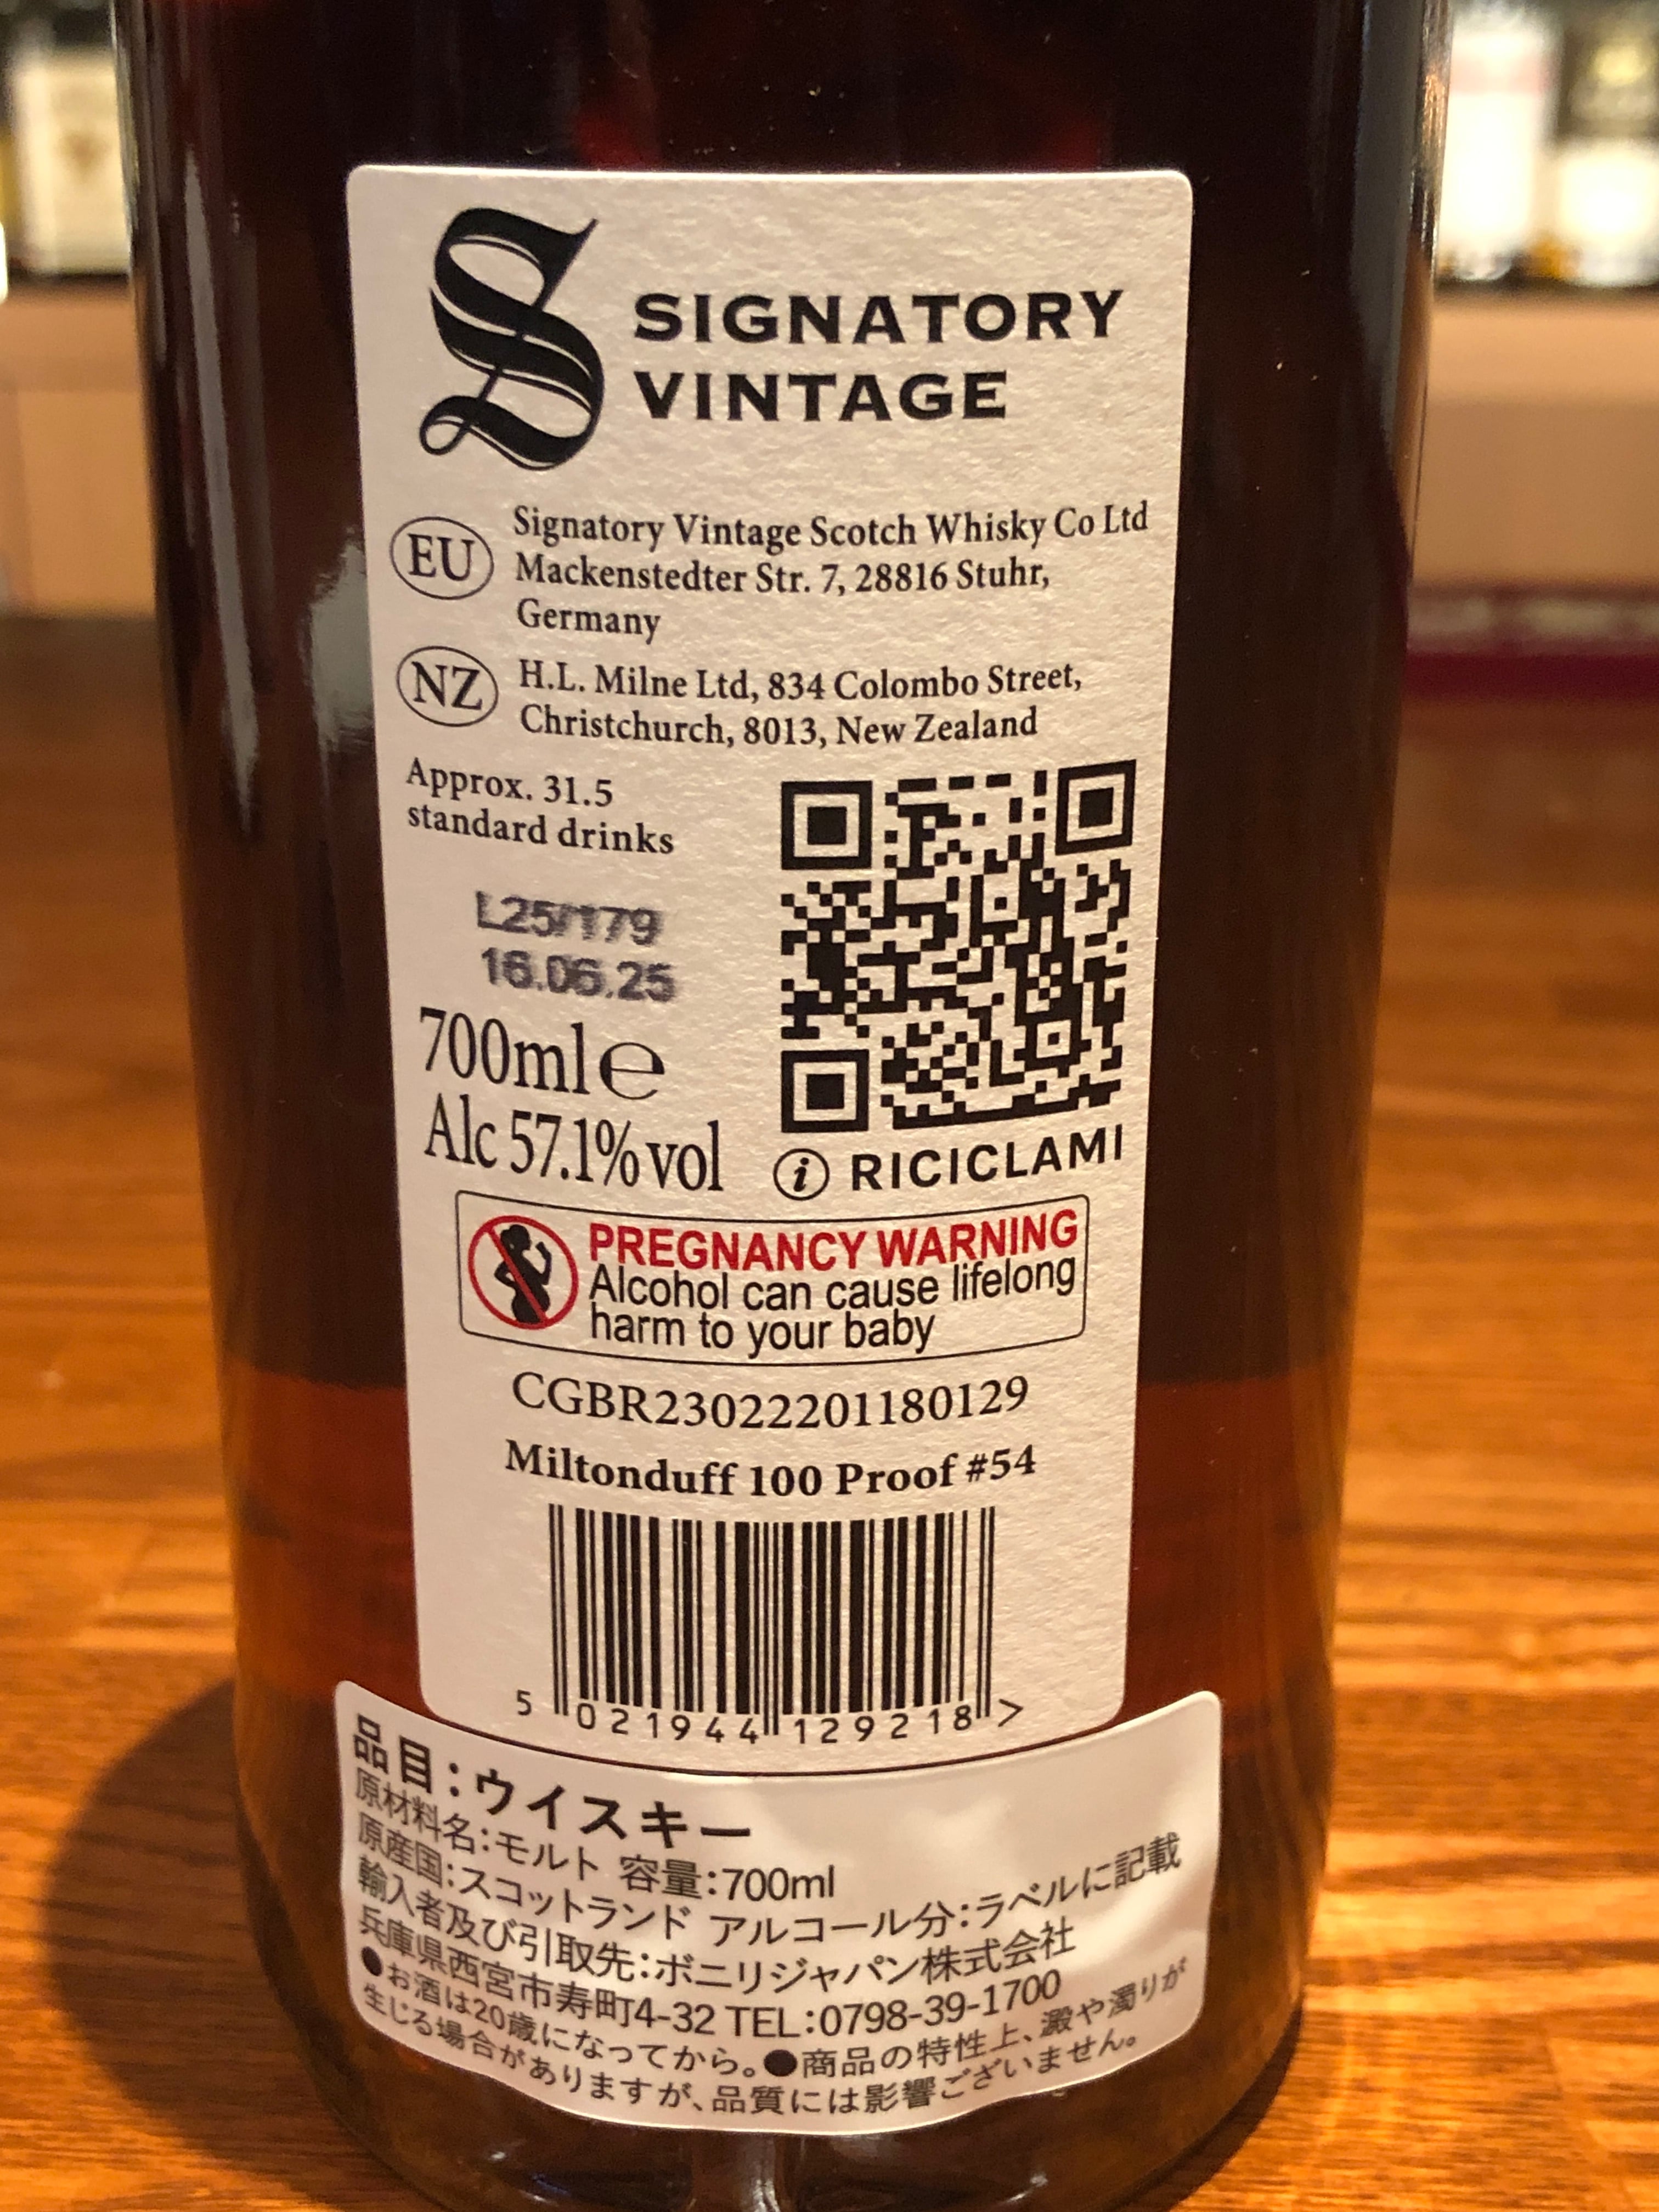 S
SIGNATORY
VINTAGE
EU
Signatory Vintage Scotch Whisky Co Ltd
Mackenstedter Str. 7, 28816 Stuhr,
Germany
NZ
H.L. Milne Ltd, 834 Colombo Street,
Christchurch, 8013, New Zealand
Approx. 31.5
standard drinks
L25/179
16.06.25
700ml℮
Alc 57.1% vol
i RICICLAMI
PREGNANCY WARNING
Alcohol can cause lifelong
harm to your baby
CGBR23022201180129
Miltonduff 100 Proof #54
5 021944 129218 >
品目:ウイスキー
原材料名:モルト 容量:700ml
原産国:スコットランド アルコール分:ラベルに記載
輸入者及び引取先:ボニリジャパン株式会社
兵庫県西宮市寿町4-32 TEL:0798-39-1700
●お酒は20歳になってから。●商品の特性上、澱や濁りが
生じる場合がありますが、品質には影響ございません。